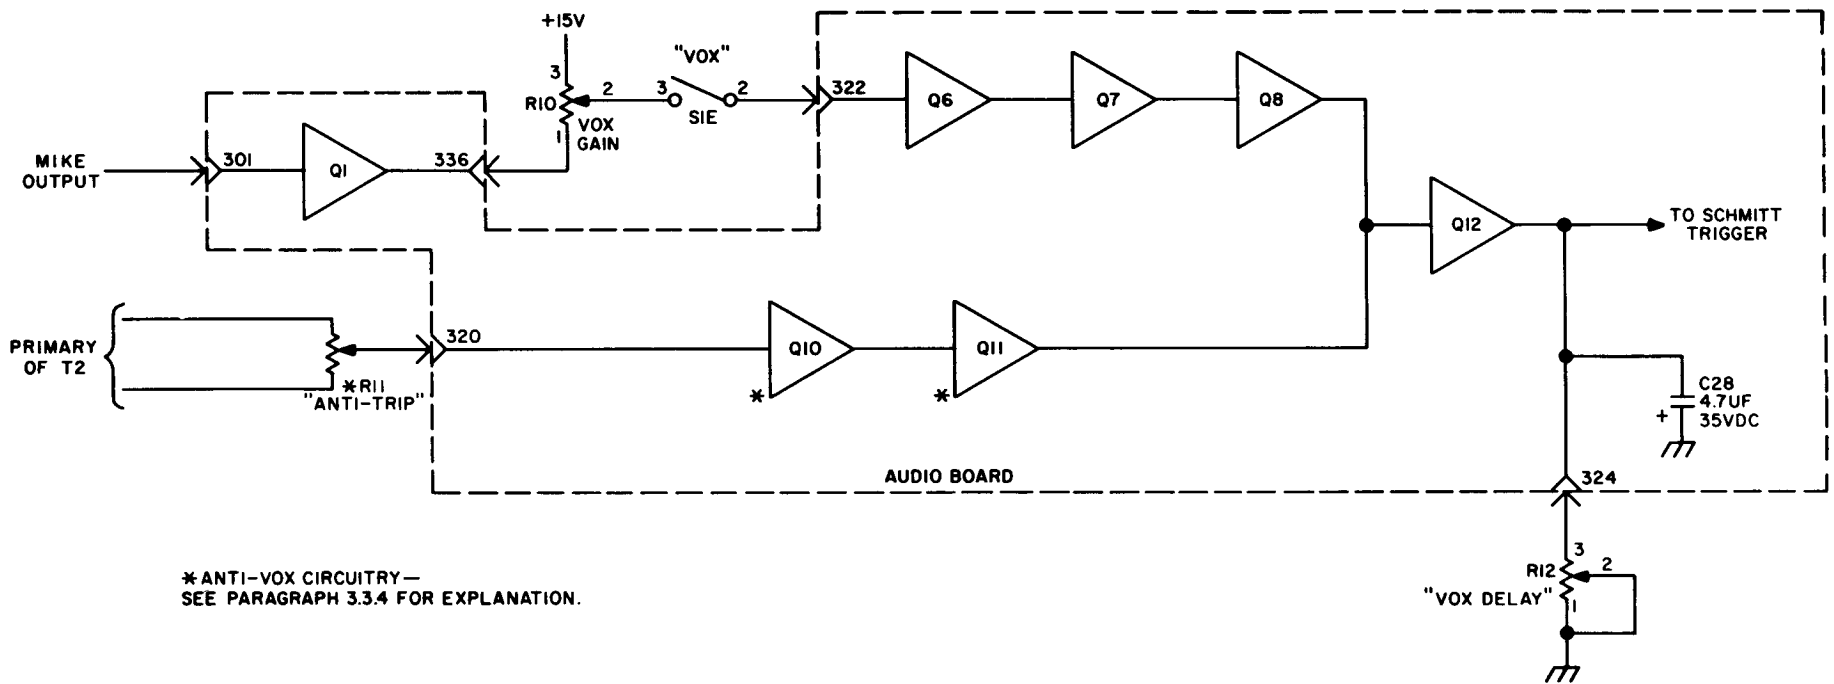 +15V
3
R10
2
VOX
GAIN
1
"VOX"
3
2
SIE
322
Q6
Q7
Q8
MIKE
OUTPUT
301
Q1
336
Q12
TO SCHMITT
TRIGGER
PRIMARY
OF T2
*R11
"ANTI-TRIP"
320
Q10
*
Q11
*
C28
4.7UF
35VDC
+
AUDIO BOARD
324
3
R12
2
"VOX DELAY"
1
*ANTI-VOX CIRCUITRY—
SEE PARAGRAPH 3.3.4 FOR EXPLANATION.